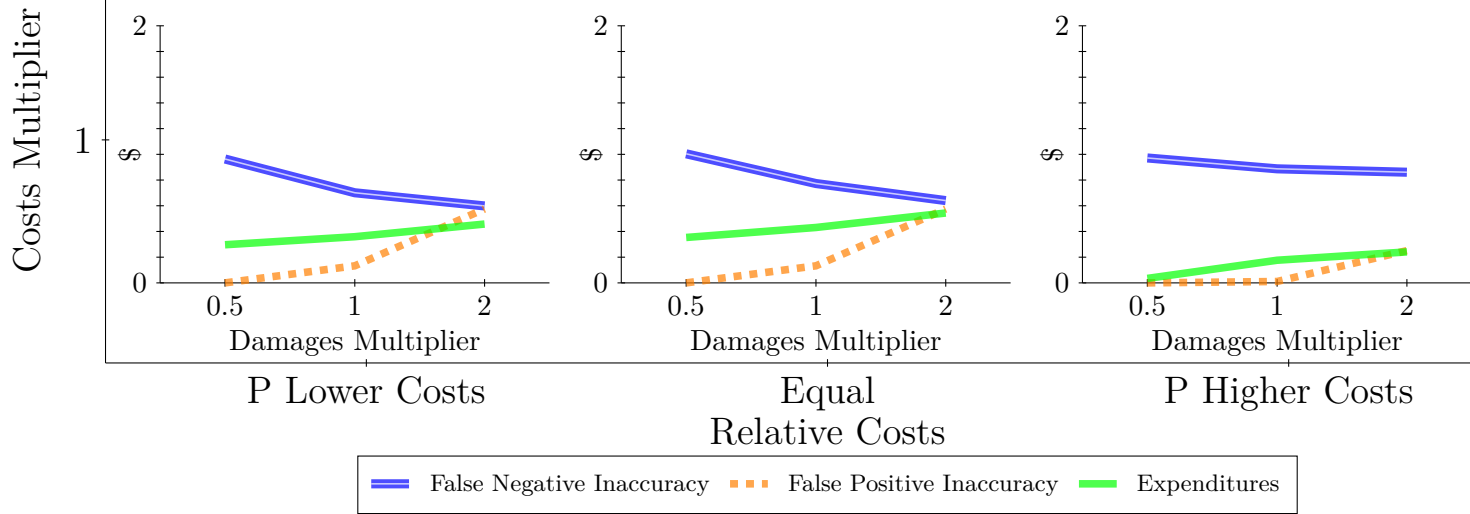 Costs Multiplier
1
2
$
0
0.5 1 2
Damages Multiplier
P Lower Costs
2
$
0
0.5 1 2
Damages Multiplier
Equal
2
$
0
0.5 1 2
Damages Multiplier
P Higher Costs
Relative Costs
False Negative Inaccuracy False Positive Inaccuracy Expenditures